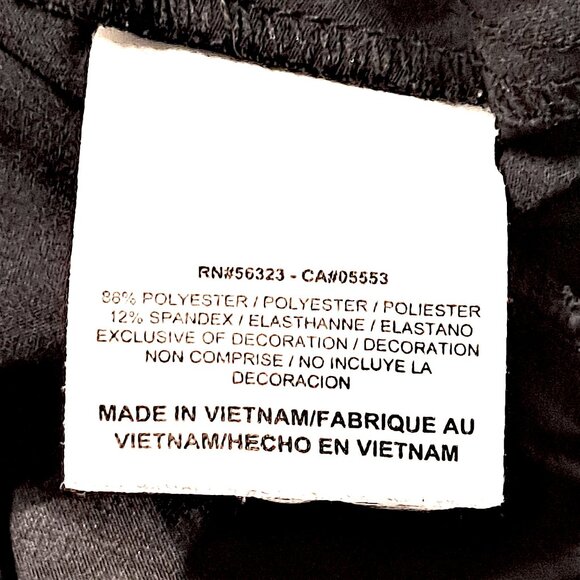 RN#56323 - CA#05553
88% POLYESTER / POLYESTER / POLIESTER
12% SPANDEX / ELASTHANNE / ELASTANO
EXCLUSIVE OF DECORATION / DECORATION
NON COMPRISE / NO INCLUYE LA
DECORACION
MADE IN VIETNAM/FABRIQUE AU
VIETNAM/HECHO EN VIETNAM